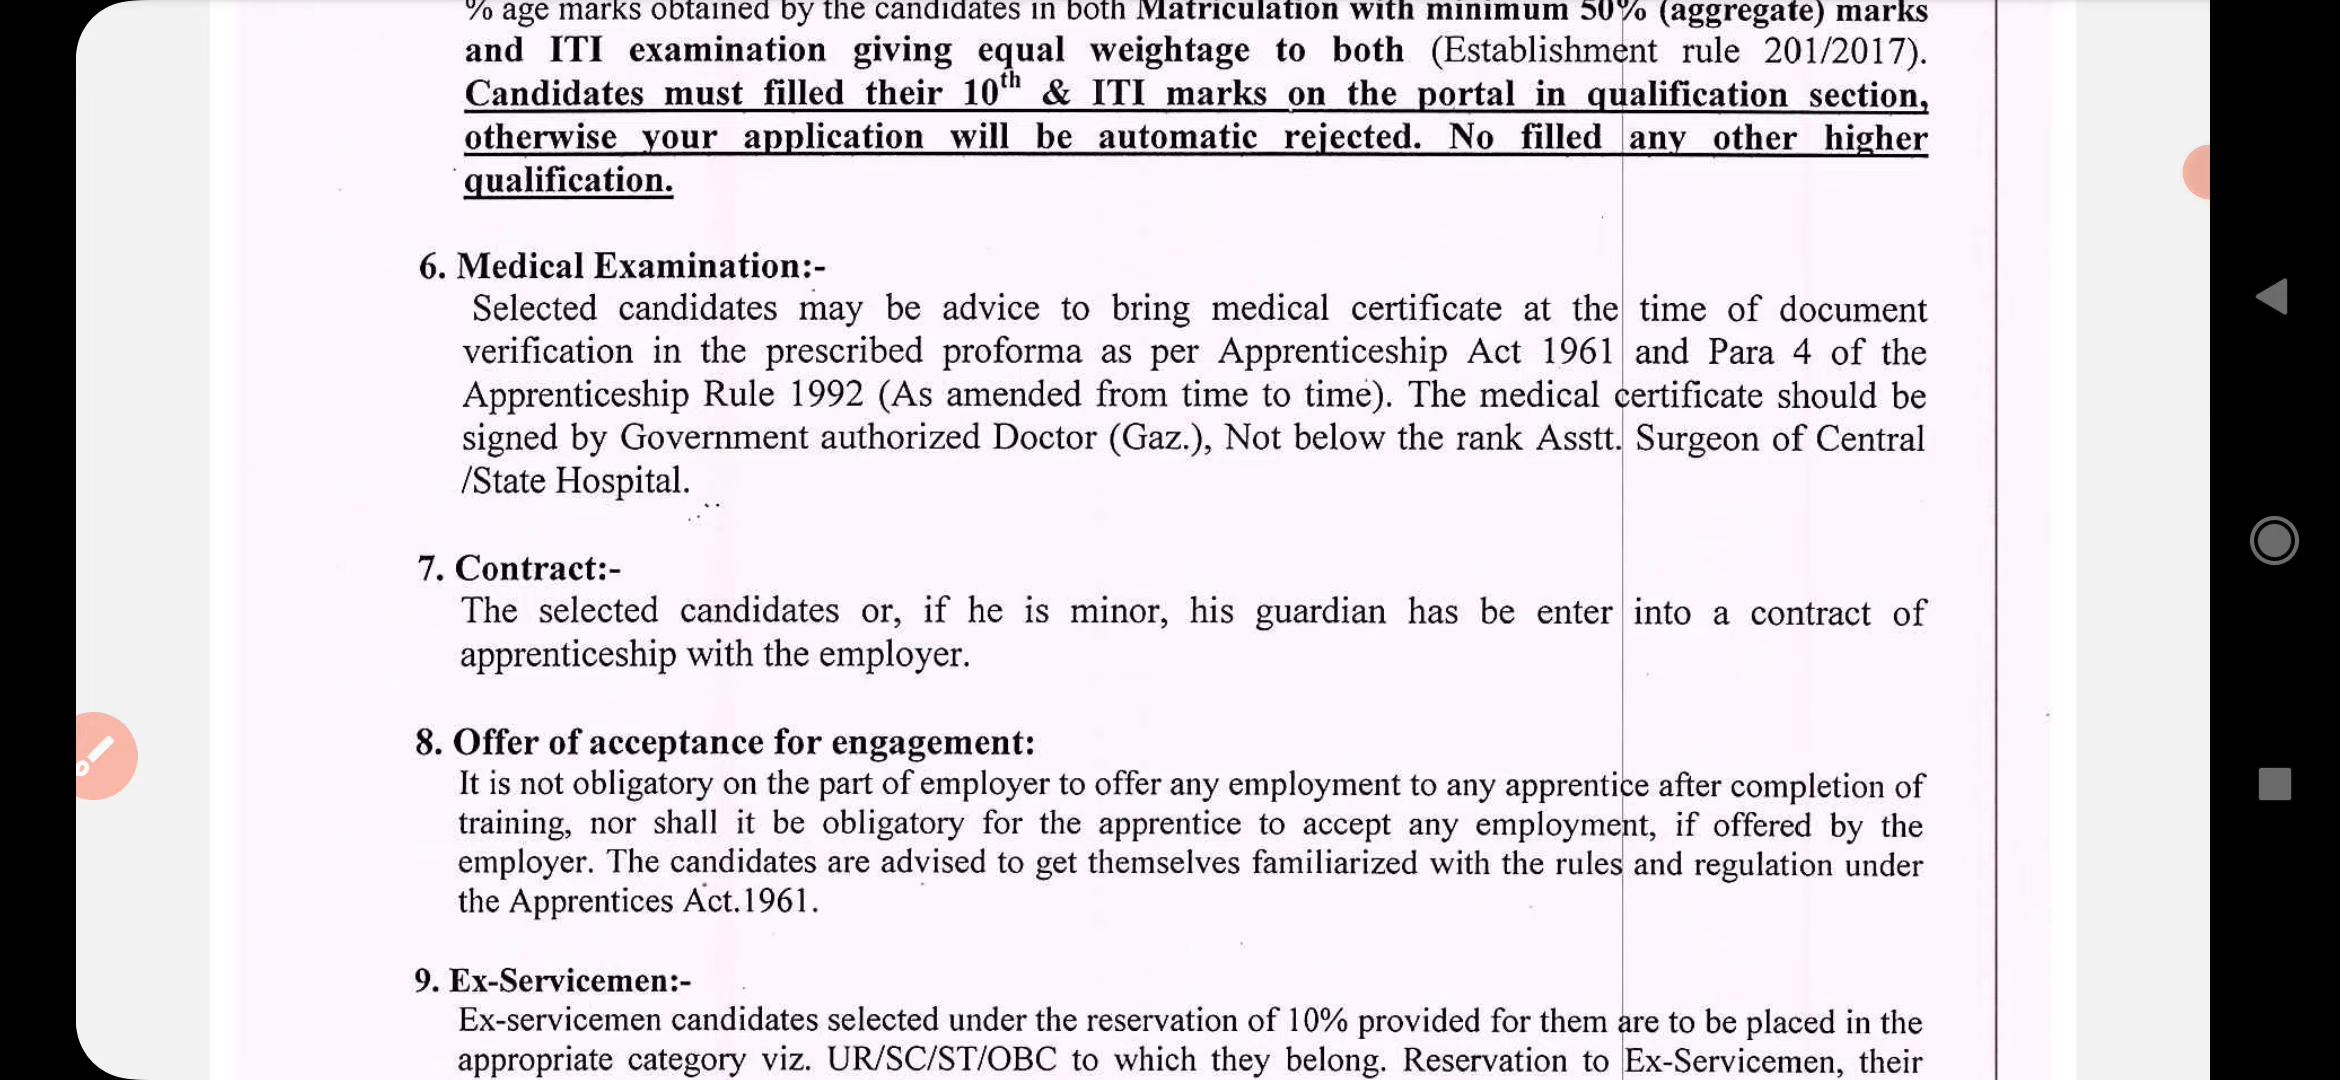 % age marks obtained by the candidates in both Matriculation with minimum 50% (aggregate) marks
and ITI examination giving equal weightage to both (Establishment rule 201/2017).
Candidates must filled their 10th & ITI marks on the portal in qualification section,
otherwise your application will be automatic rejected. No filled any other higher
qualification.
6. Medical Examination:-
Selected candidates may be advice to bring medical certificate at the time of document
verification in the prescribed proforma as per Apprenticeship Act 1961 and Para 4 of the
Apprenticeship Rule 1992 (As amended from time to time). The medical certificate should be
signed by Government authorized Doctor (Gaz.), Not below the rank Asstt. Surgeon of Central
/State Hospital.
7. Contract:-
The selected candidates or, if he is minor, his guardian has be enter into a contract of
apprenticeship with the employer.
8. Offer of acceptance for engagement:
It is not obligatory on the part of employer to offer any employment to any apprentice after completion of
training, nor shall it be obligatory for the apprentice to accept any employment, if offered by the
employer. The candidates are advised to get themselves familiarized with the rules and regulation under
the Apprentices Act.1961.
9. Ex-Servicemen:-
Ex-servicemen candidates selected under the reservation of 10% provided for them are to be placed in the
appropriate category viz. UR/SC/ST/OBC to which they belong. Reservation to Ex-Servicemen, their